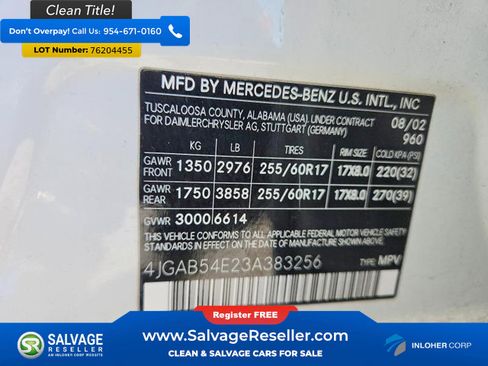 Clean Title!
Don't Overpay! Call Us Direct: 954-671-0160
LOT Number 76204455
MFD BY MERCEDES-BENZ U.S. INTL., INC
TUSCALOOSA COUNTY, ALABAMA (USA). UNDER CONTRACT
FOR DAIMLERCHRYSLER AG, STUTTGART (GERMANY)
08/02
960
KG LB TIRES RIM SIZE COLD KPA (PSI)
GAWR FRONT 1350 2976 255/60R17 17X8.0 220(32)
GAWR REAR 1750 3858 255/60R17 17X8.0 270(39)
GVWR 3000 6614
THIS VEHICLE CONFORMS TO ALL APPLICABLE FEDERAL MOTOR
VEHICLE SAFETY STANDARDS IN EFFECT ON THE DATE OF
MANUFACTURE SHOWN ABOVE.
4JGAB54E23A383256 TYPE: MPV
Register FREE
SALVAGE RESELLER
AN INLOHER CORP WEBSITE
www.SalvageReseller.com
CLEAN & SALVAGE CARS FOR SALE
INLOHER CORP